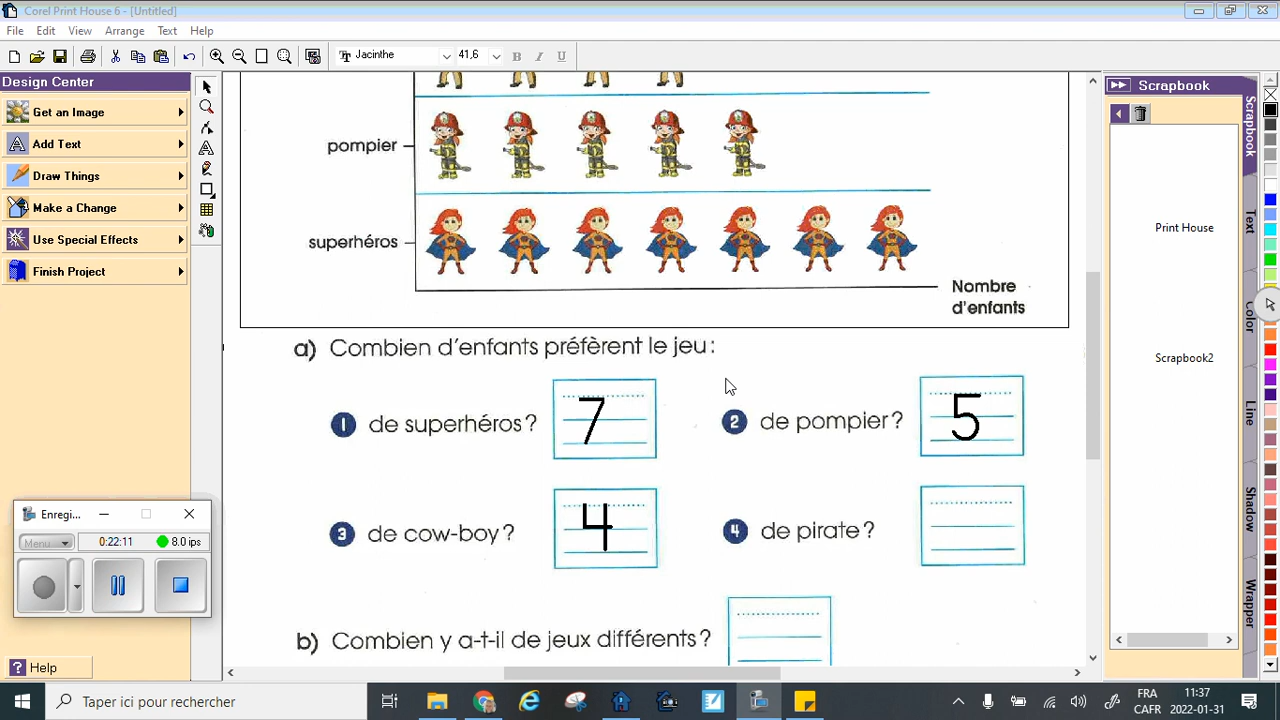 Corel Print House 6 - [Untitled]
File Edit View Arrange Text Help
Jacinthe 41,6 B I U
Design Center
Get an Image
Add Text
Draw Things
Make a Change
Use Special Effects
Finish Project
Help
pompier
superhéros
Nombre
d'enfants
a) Combien d'enfants préfèrent le jeu :
1 de superhéros ? 7
2 de pompier ? 5
3 de cow-boy ? 4
4 de pirate ?
b) Combien y a-t-il de jeux différents ?
Enregi...
Menu 0:22:11 8.0 ips
Scrapbook
Print House
Scrapbook2
Scrapbook
Text
Color
Line
Shadow
Wrapper
Taper ici pour rechercher
FRA
CAFR
11:37
2022-01-31